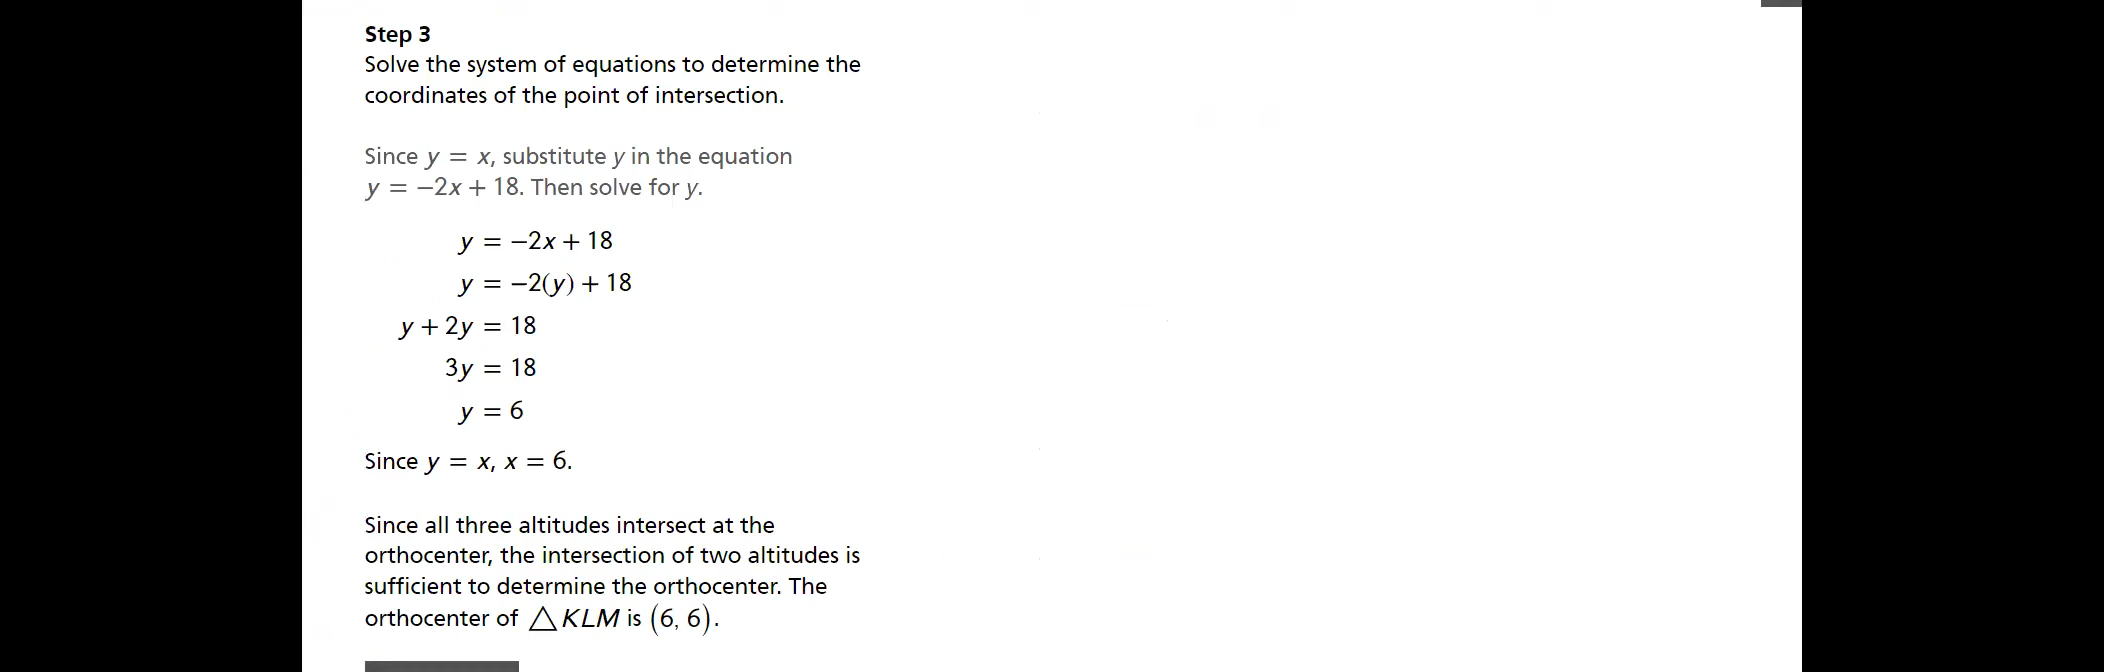 Step 3
Solve the system of equations to determine the
coordinates of the point of intersection.
Since y = x, substitute y in the equation
y = −2x + 18. Then solve for y.
y = −2x + 18
y = −2(y) + 18
y + 2y = 18
3y = 18
y = 6
Since y = x, x = 6.
Since all three altitudes intersect at the
orthocenter, the intersection of two altitudes is
sufficient to determine the orthocenter. The
orthocenter of △KLM is (6, 6).